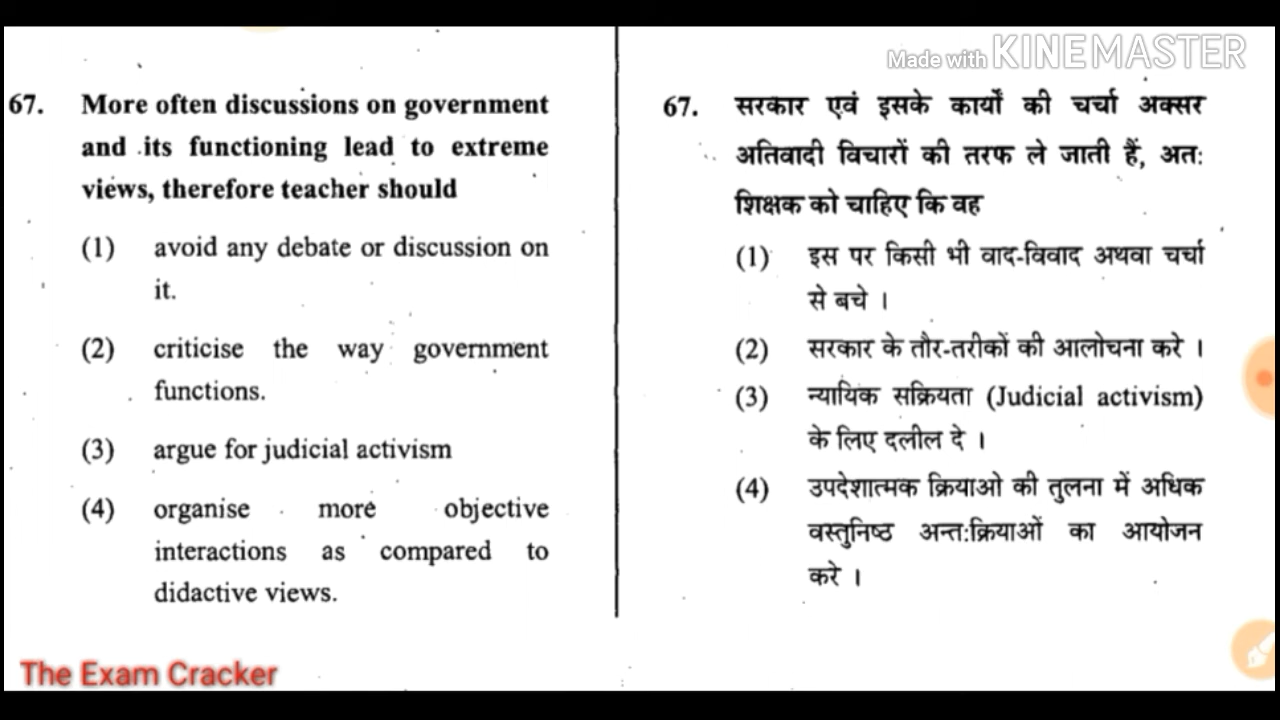 Made with KINEMASTER
67. More often discussions on government
and its functioning lead to extreme
views, therefore teacher should
(1) avoid any debate or discussion on
it.
(2) criticise the way government
functions.
(3) argue for judicial activism
(4) organise more objective
interactions as compared to
didactive views.
67. सरकार एवं इसके कार्यों की चर्चा अक्सर
अतिवादी विचारों की तरफ ले जाती हैं, अतः
शिक्षक को चाहिए कि वह
(1) इस पर किसी भी वाद-विवाद अथवा चर्चा
से बचे ।
(2) सरकार के तौर-तरीकों की आलोचना करे ।
(3) न्यायिक सक्रियता (Judicial activism)
के लिए दलील दे ।
(4) उपदेशात्मक क्रियाओ की तुलना में अधिक
वस्तुनिष्ठ अन्तःक्रियाओं का आयोजन
करे ।
The Exam Cracker